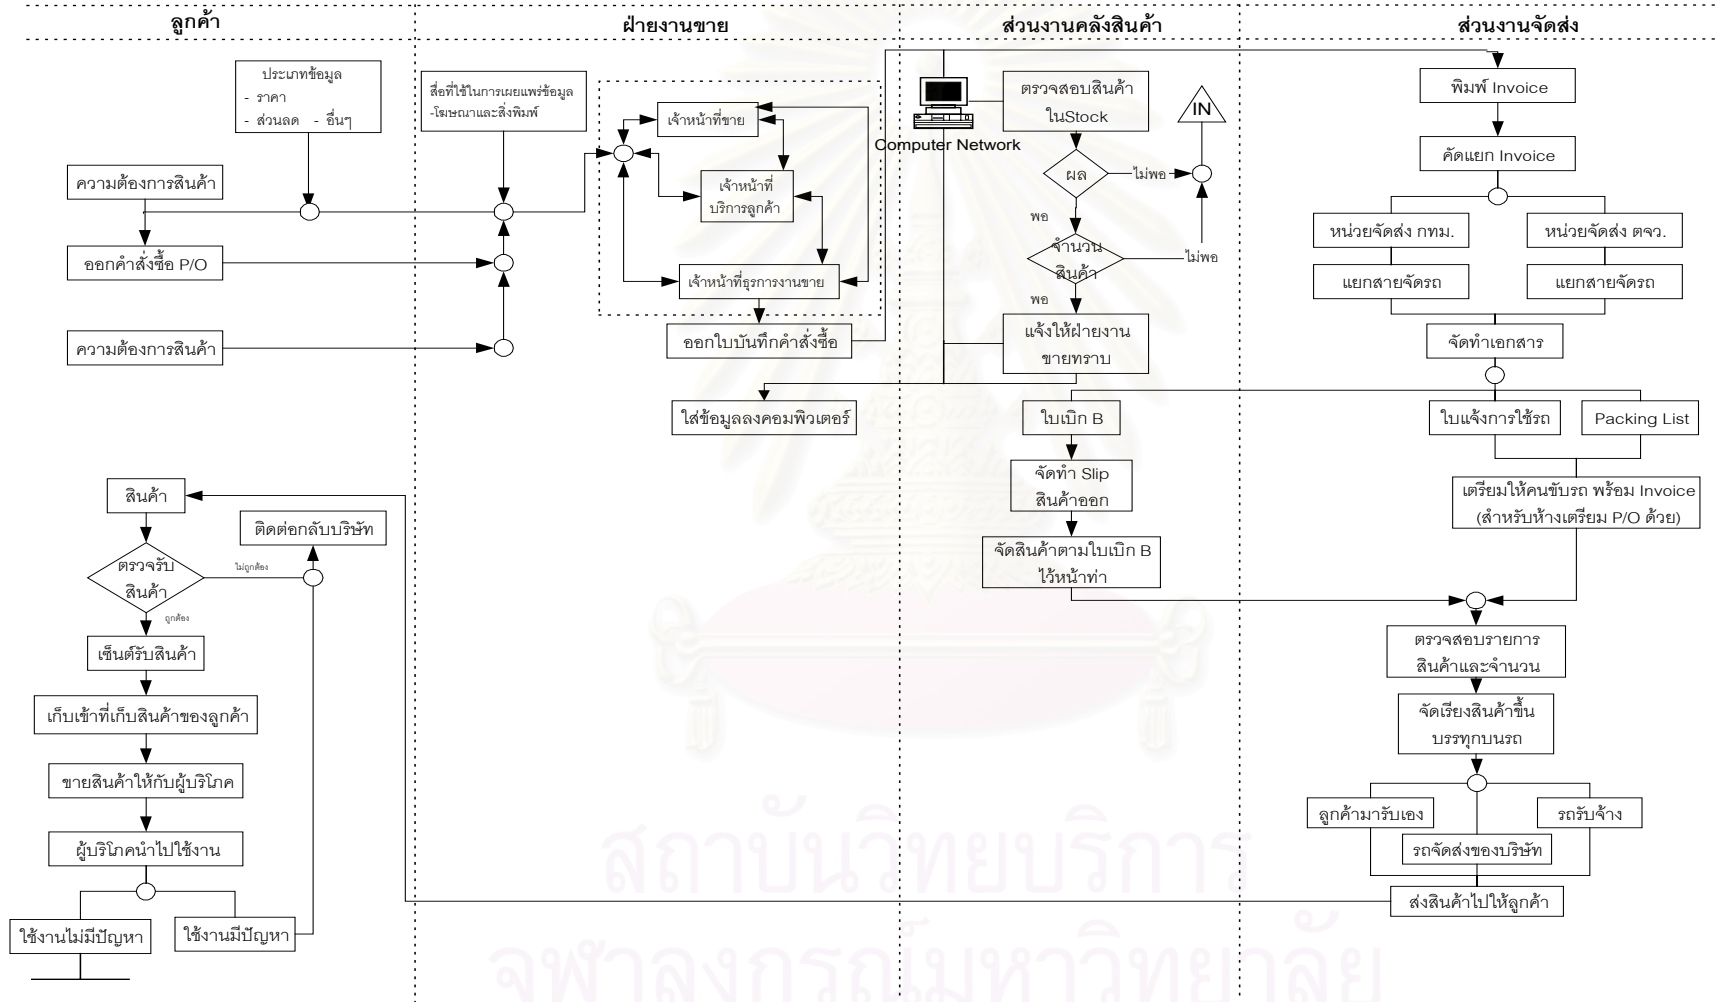 ลูกค้า
ฝ่ายงานขาย
ส่วนงานคลังสินค้า
ส่วนงานจัดส่ง
ประเภทข้อมูล
- ราคา
- ส่วนลด - อื่นๆ
ความต้องการสินค้า
ออกคำสั่งซื้อ P/O
ความต้องการสินค้า
สินค้า
ติดต่อกลับบริษัท
ตรวจรับ
สินค้า
ไม่ถูกต้อง
ถูกต้อง
เซ็นต์รับสินค้า
เก็บเข้าที่เก็บสินค้าของลูกค้า
ขายสินค้าให้กับผู้บริโภค
ผู้บริโภคนำไปใช้งาน
ใช้งานไม่มีปัญหา
ใช้งานมีปัญหา
สื่อที่ใช้ในการเผยแพร่ข้อมูล
-โฆษณาและสิ่งพิมพ์
เจ้าหน้าที่ขาย
เจ้าหน้าที่
บริการลูกค้า
เจ้าหน้าที่ธุรการงานขาย
ออกใบบันทึกคำสั่งซื้อ
ใส่ข้อมูลลงคอมพิวเตอร์
Computer Network
ตรวจสอบสินค้า
ในStock
IN
ผล
ไม่พอ
พอ
จำนวน
สินค้า
ไม่พอ
พอ
แจ้งให้ฝ่ายงาน
ขายทราบ
ใบเบิก B
จัดทำ Slip
สินค้าออก
จัดสินค้าตามใบเบิก B
ไว้หน้าท่า
พิมพ์ Invoice
คัดแยก Invoice
หน่วยจัดส่ง กทม.
หน่วยจัดส่ง ตจว.
แยกสายจัดรถ
แยกสายจัดรถ
จัดทำเอกสาร
ใบแจ้งการใช้รถ
Packing List
เตรียมให้คนขับรถ พร้อม Invoice
(สำหรับห้างเตรียม P/O ด้วย)
ตรวจสอบรายการ
สินค้าและจำนวน
จัดเรียงสินค้าขึ้น
บรรทุกบนรถ
ลูกค้ามารับเอง
รถรับจ้าง
รถจัดส่งของบริษัท
ส่งสินค้าไปให้ลูกค้า
สถาบันวิทยบริการ
จุฬาลงกรณ์มหาวิทยาลัย